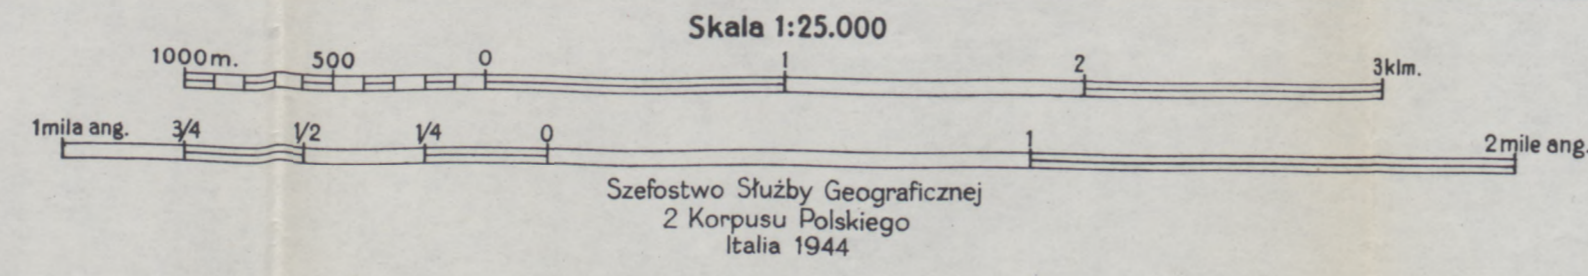 Skala 1:25.000
1000m. 500 0 1 2 3klm.
1mila ang. 3/4 1/2 1/4 0 1 2mile ang.
Szefostwo Służby Geograficznej
2 Korpusu Polskiego
Italia 1944